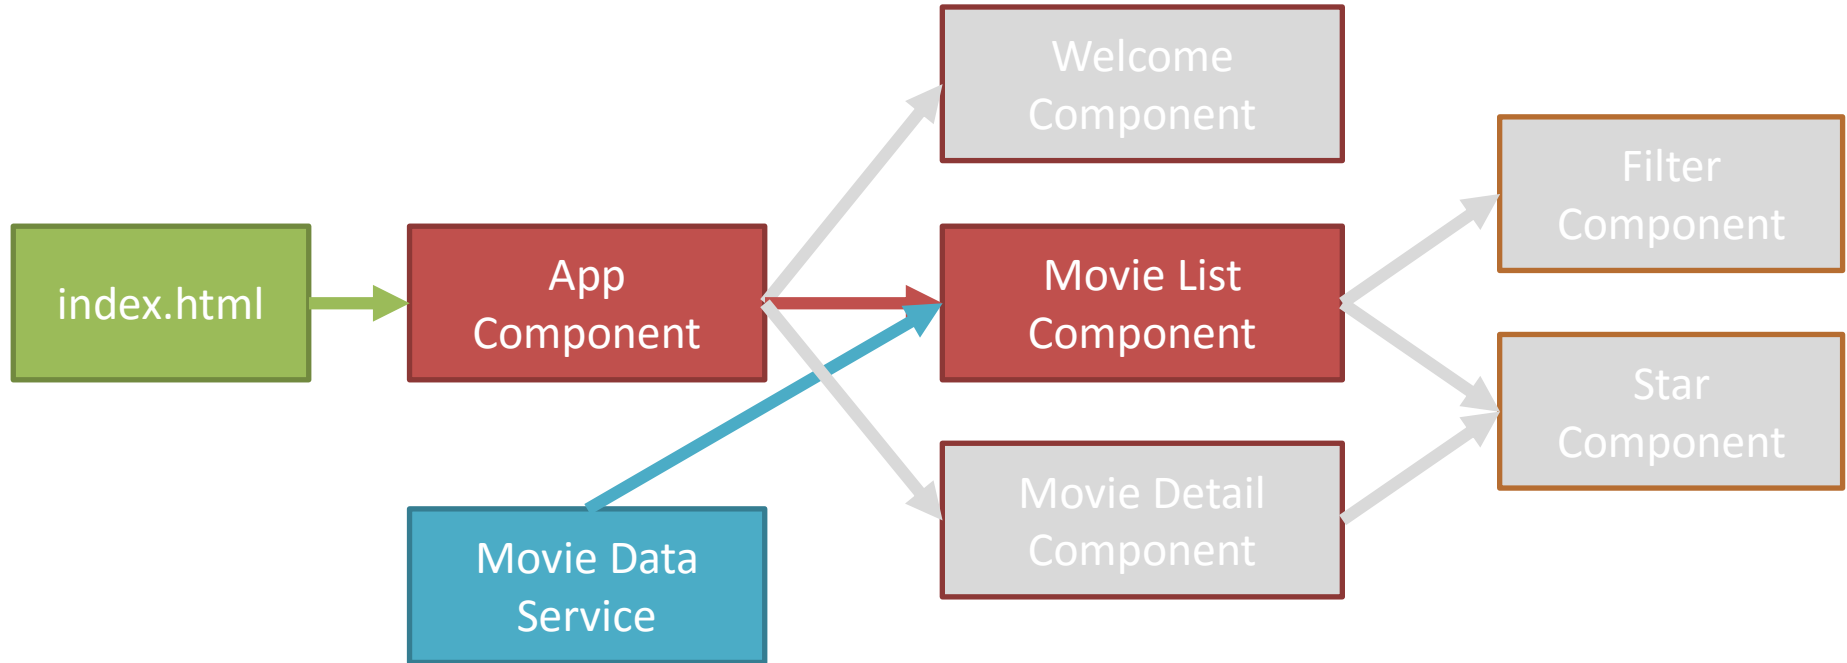 Welcome
Component
Filter
Component
index.html
App
Component
Movie List
Component
Star
Component
Movie Detail
Component
Movie Data
Service